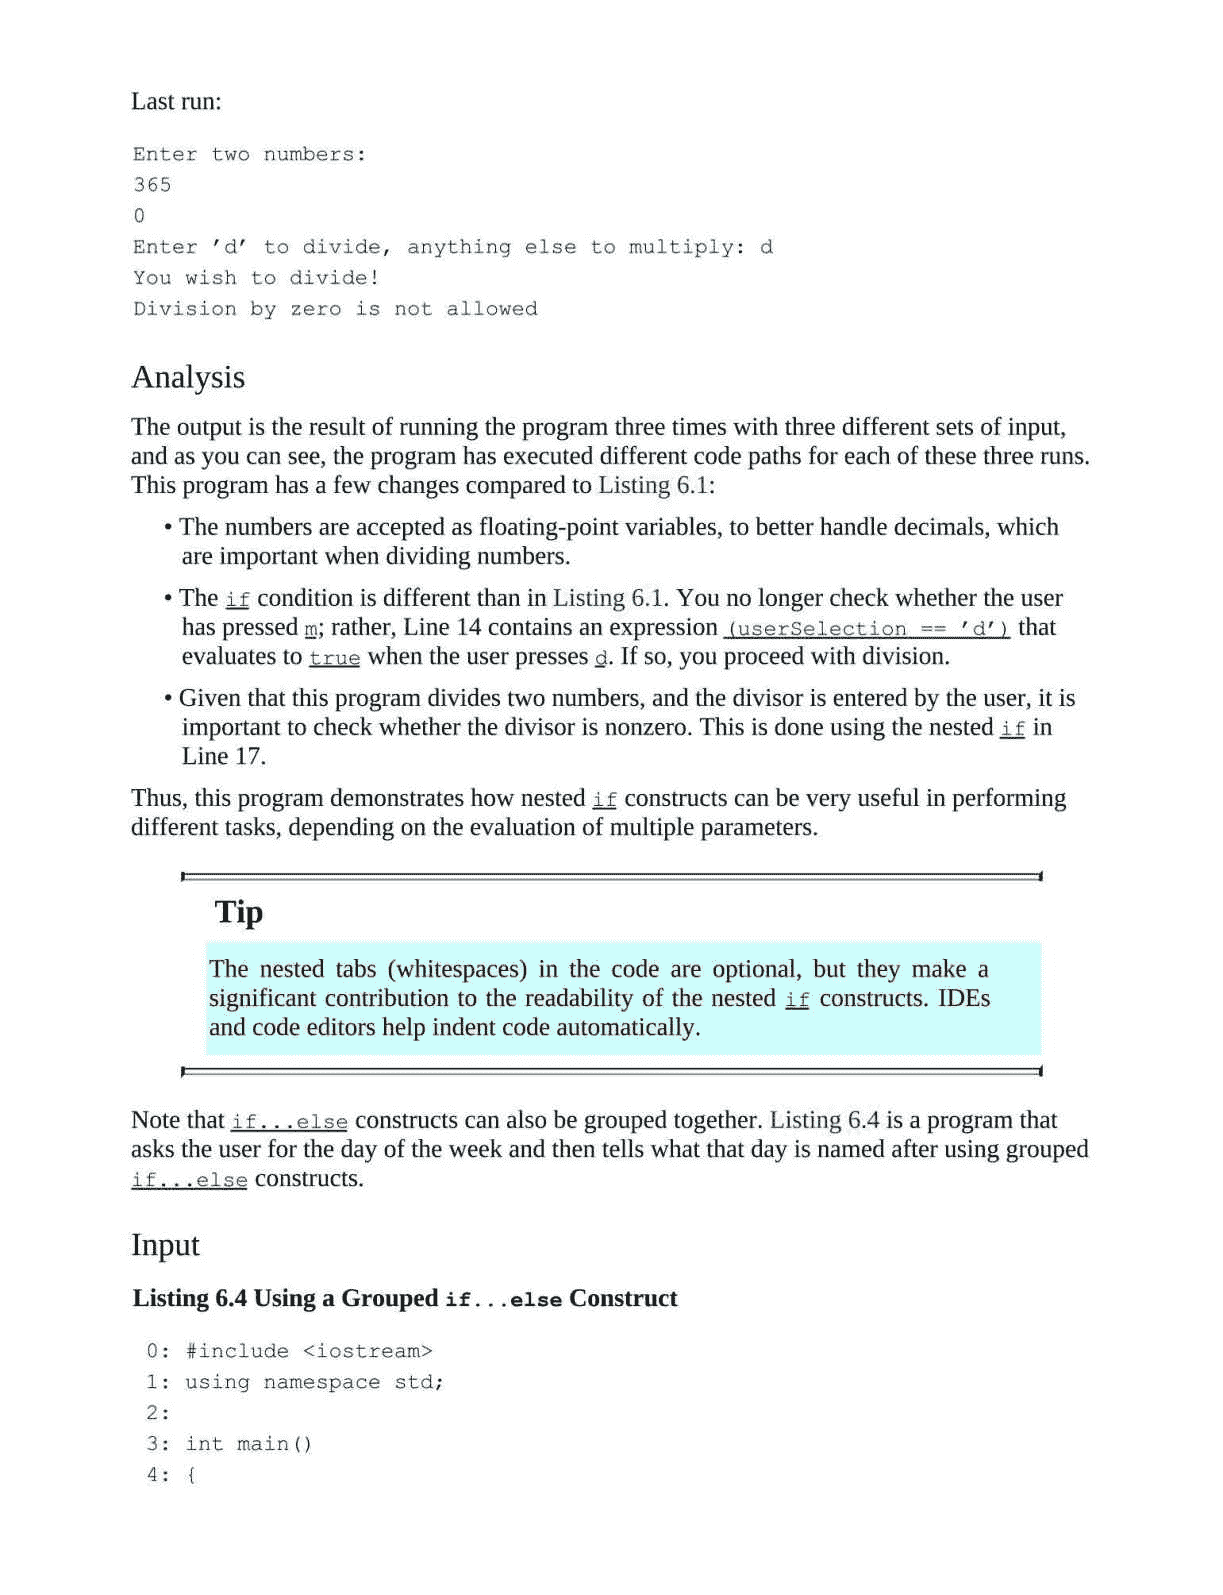 Last run:
Enter two numbers:
365
0
Enter ’d’ to divide, anything else to multiply: d
You wish to divide!
Division by zero is not allowed
Analysis
The output is the result of running the program three times with three different sets of input,
and as you can see, the program has executed different code paths for each of these three runs.
This program has a few changes compared to Listing 6.1:
• The numbers are accepted as floating-point variables, to better handle decimals, which
are important when dividing numbers.
• The if condition is different than in Listing 6.1. You no longer check whether the user
has pressed m; rather, Line 14 contains an expression (userSelection == ’d’) that
evaluates to true when the user presses d. If so, you proceed with division.
• Given that this program divides two numbers, and the divisor is entered by the user, it is
important to check whether the divisor is nonzero. This is done using the nested if in
Line 17.
Thus, this program demonstrates how nested if constructs can be very useful in performing
different tasks, depending on the evaluation of multiple parameters.
Tip
The nested tabs (whitespaces) in the code are optional, but they make a
significant contribution to the readability of the nested if constructs. IDEs
and code editors help indent code automatically.
Note that if...else constructs can also be grouped together. Listing 6.4 is a program that
asks the user for the day of the week and then tells what that day is named after using grouped
if...else constructs.
Input
Listing 6.4 Using a Grouped if...else Construct
0: #include <iostream>
1: using namespace std;
2:
3: int main()
4: {